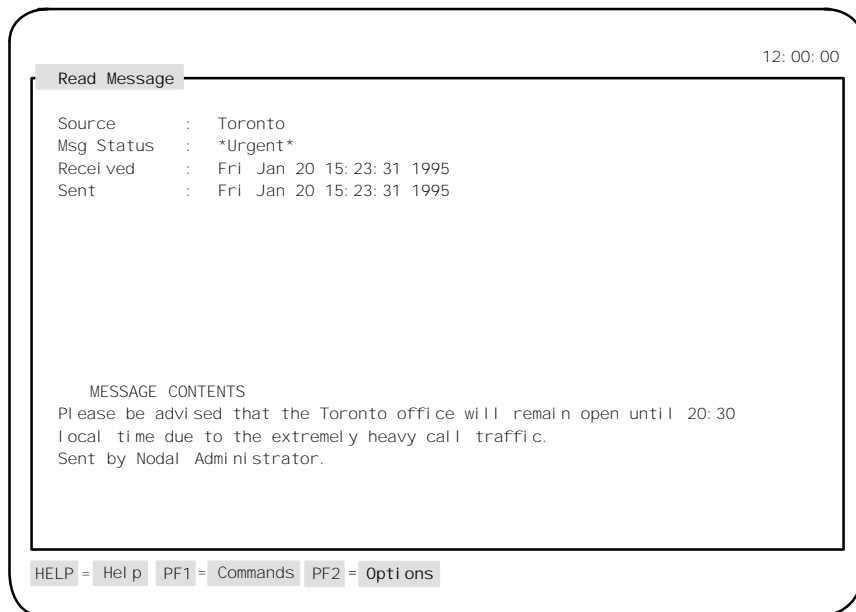 12:00:00
Read Message
Source : Toronto
Msg Status : *Urgent*
Received : Fri Jan 20 15:23:31 1995
Sent : Fri Jan 20 15:23:31 1995
MESSAGE CONTENTS
Please be advised that the Toronto office will remain open until 20:30
local time due to the extremely heavy call traffic.
Sent by Nodal Administrator.
HELP = Help PF1 = Commands PF2 = Options